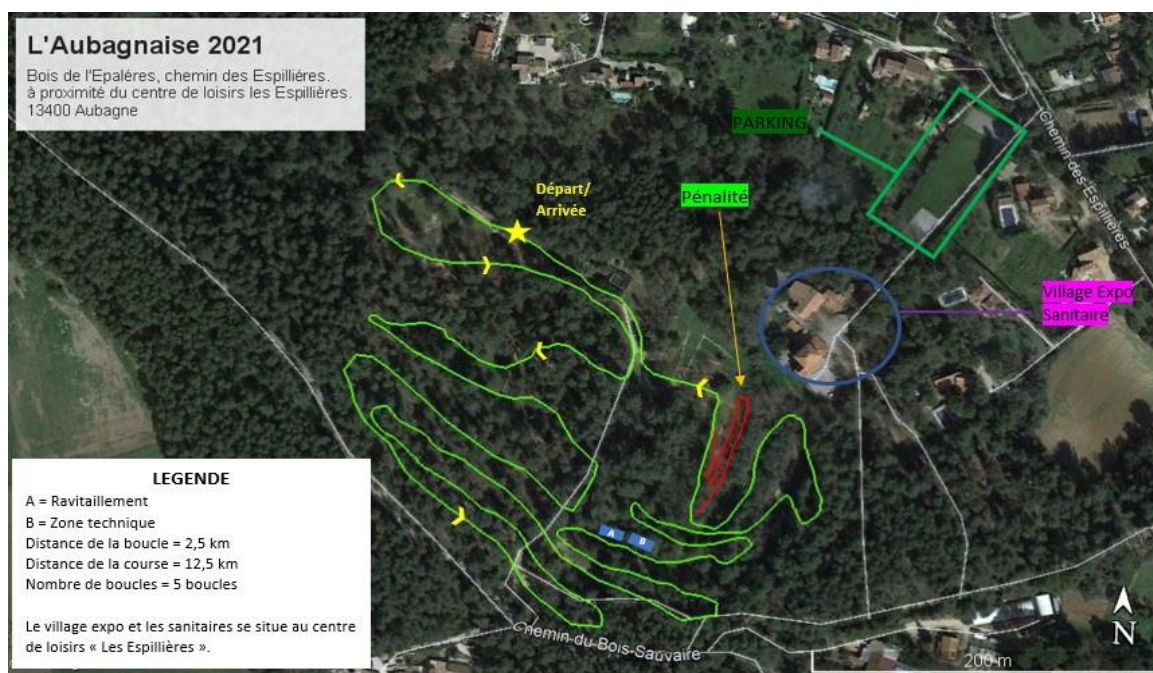 L'Aubagnaise 2021
Bois de l'Epaléres, chemin des Espilliéres.
à proximité du centre de loisirs les Espillières.
13400 Aubagne
PARKING
Chemin des Espillières
Départ/
Arrivée
Pénalité
Village Expo
Sanitaire
A
B
LEGENDE
A = Ravitaillement
B = Zone technique
Distance de la boucle = 2,5 km
Distance de la course = 12,5 km
Nombre de boucles = 5 boucles
Le village expo et les sanitaires se situe au centre
de loisirs « Les Espillières ».
Chemin du Bois Sauvaire
N
200 m